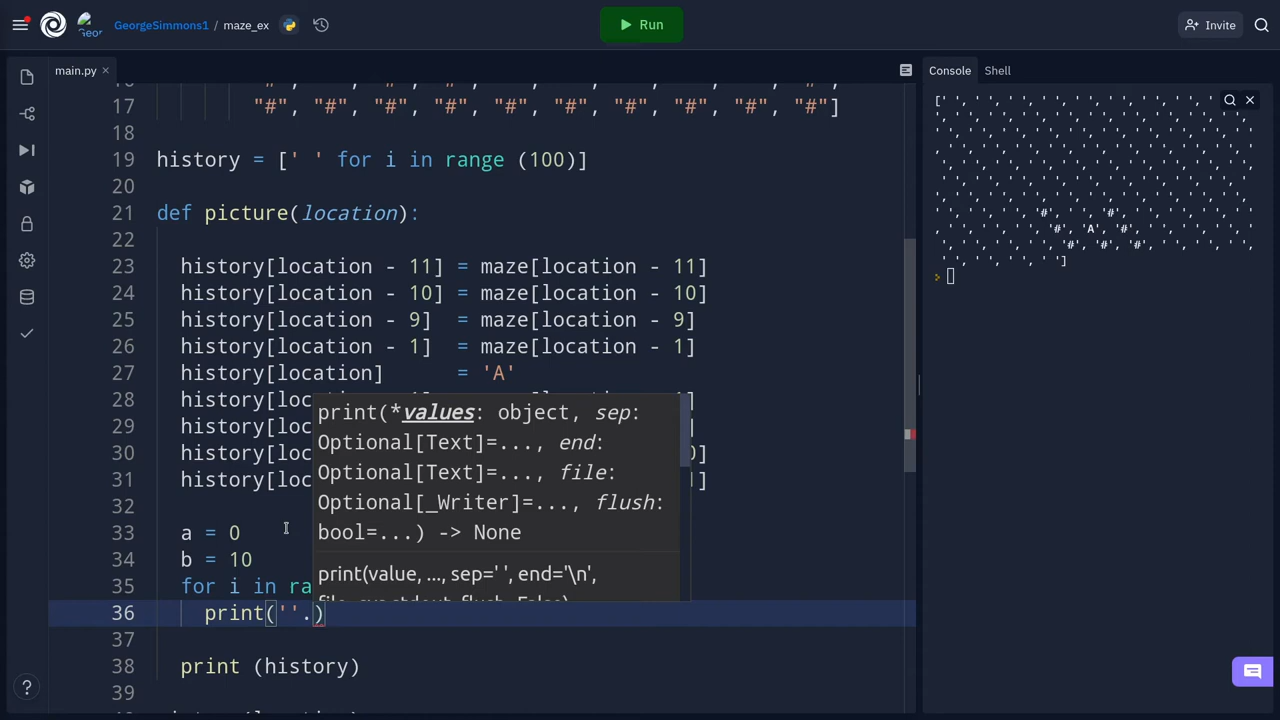 GeorgeSimmons1 / maze_ex
Run
Invite
main.py
Console
Shell
17 "#", "#", "#", "#", "#", "#", "#", "#", "#", "#"]
18
19 history = [' ' for i in range (100)]
20
21 def picture(location):
22
23 history[location - 11] = maze[location - 11]
24 history[location - 10] = maze[location - 10]
25 history[location - 9] = maze[location - 9]
26 history[location - 1] = maze[location - 1]
27 history[location] = 'A'
28 history[loc
29 history[loc
30 history[loc
31 history[loc
print(*values: object, sep:
Optional[Text]=..., end:
Optional[Text]=..., file:
Optional[_Writer]=..., flush:
bool=...) -> None
print(value, ..., sep=' ', end='\n',
32
33 a = 0
34 b = 10
35 for i in ra
36 print(''.)
37
38 print (history)
39
'#', ' ', '#',
'#', 'A', '#',
'#', '#', '#',
' ']
>
?